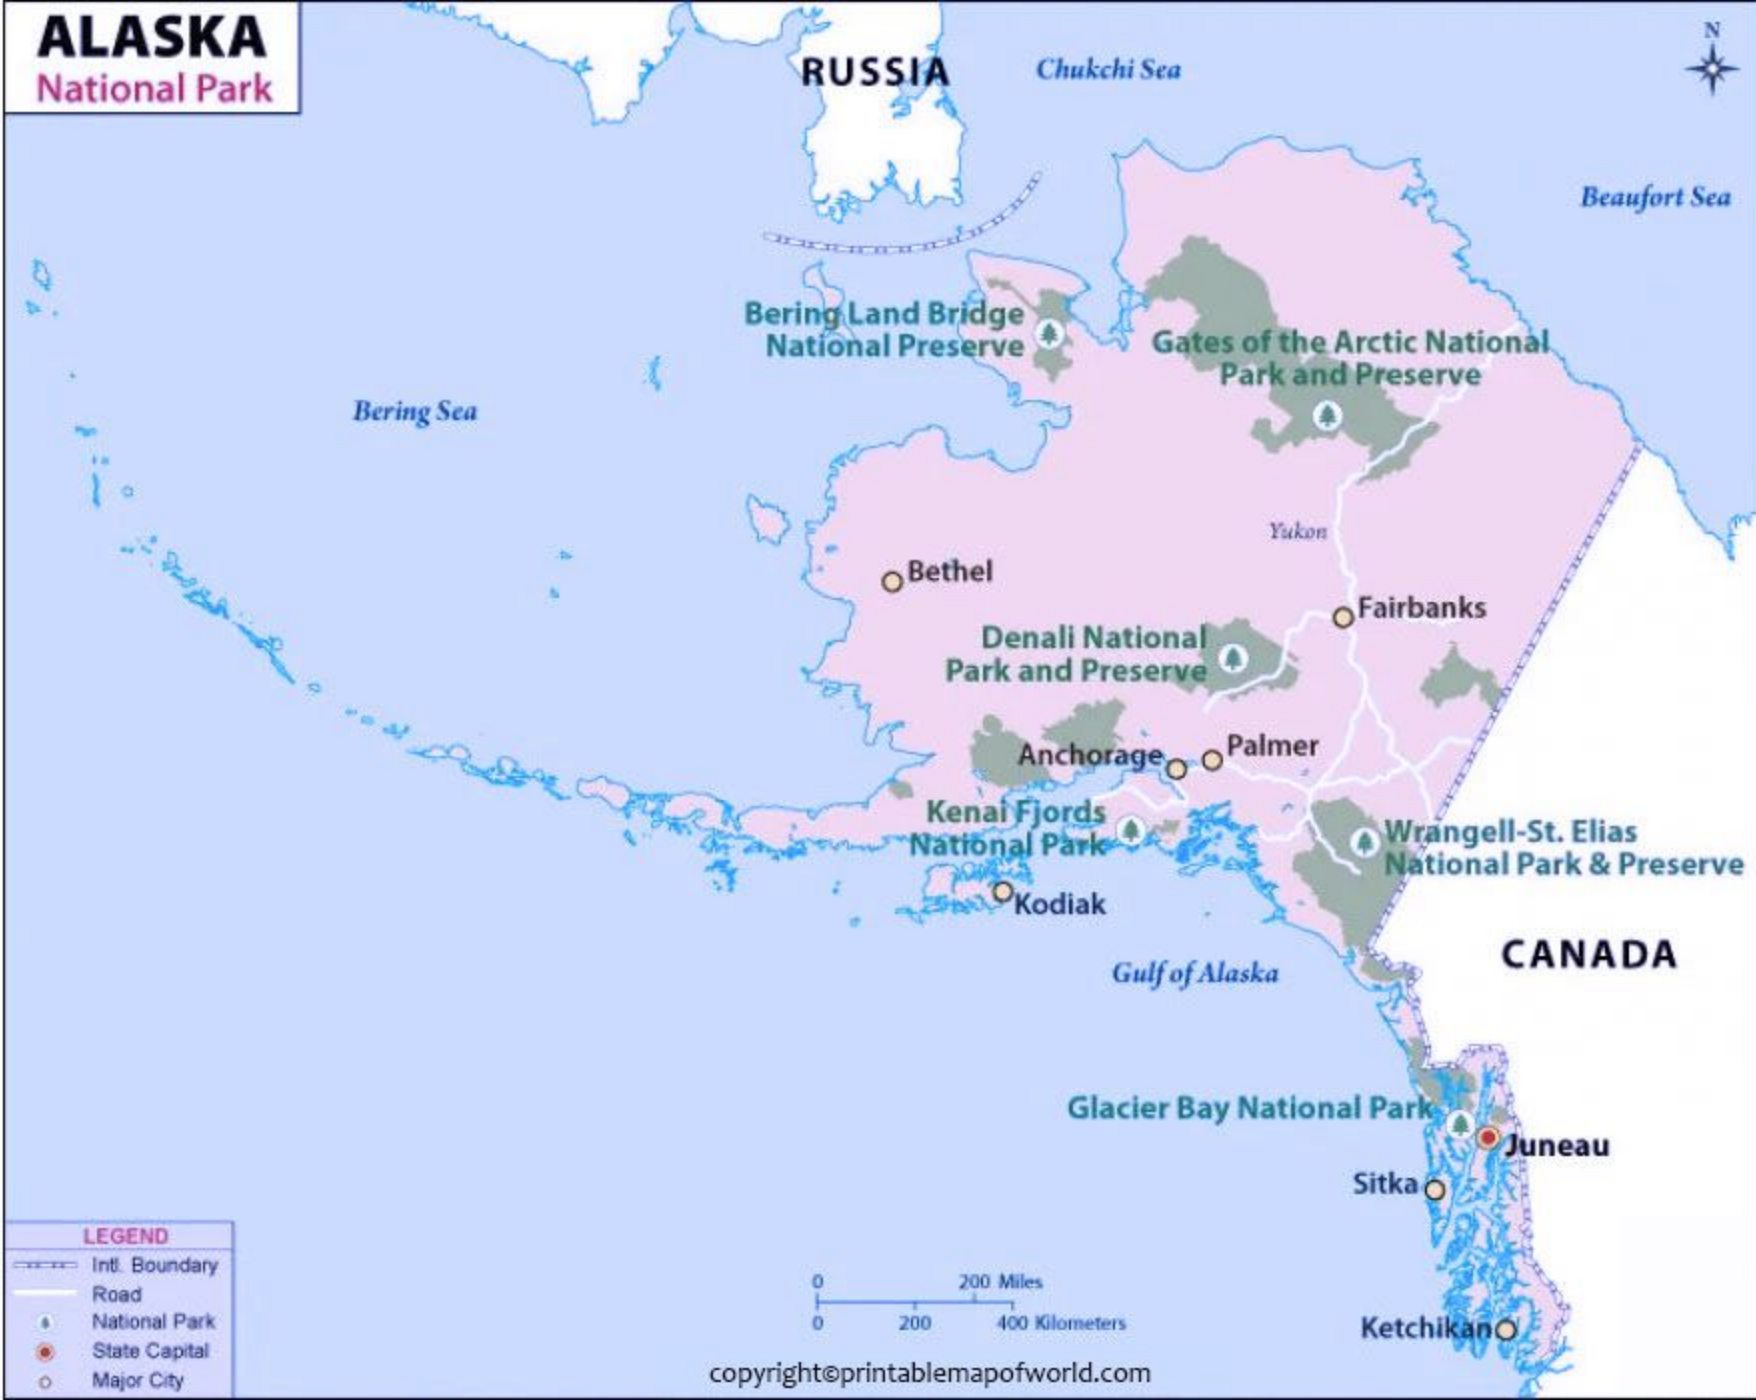 ALASKA
National Park
N
RUSSIA
Chukchi Sea
Beaufort Sea
Bering Land Bridge
National Preserve
Gates of the Arctic National
Park and Preserve
Bering Sea
Yukon
Bethel
Fairbanks
Denali National
Park and Preserve
Anchorage
Palmer
Kenai Fjords
National Park
Wrangell-St. Elias
National Park & Preserve
Kodiak
CANADA
Gulf of Alaska
Glacier Bay National Park
Juneau
Sitka
Ketchikan
LEGEND
Intl. Boundary
Road
National Park
State Capital
Major City
0 200 Miles
0 200 400 Kilometers
copyright©printablemapofworld.com